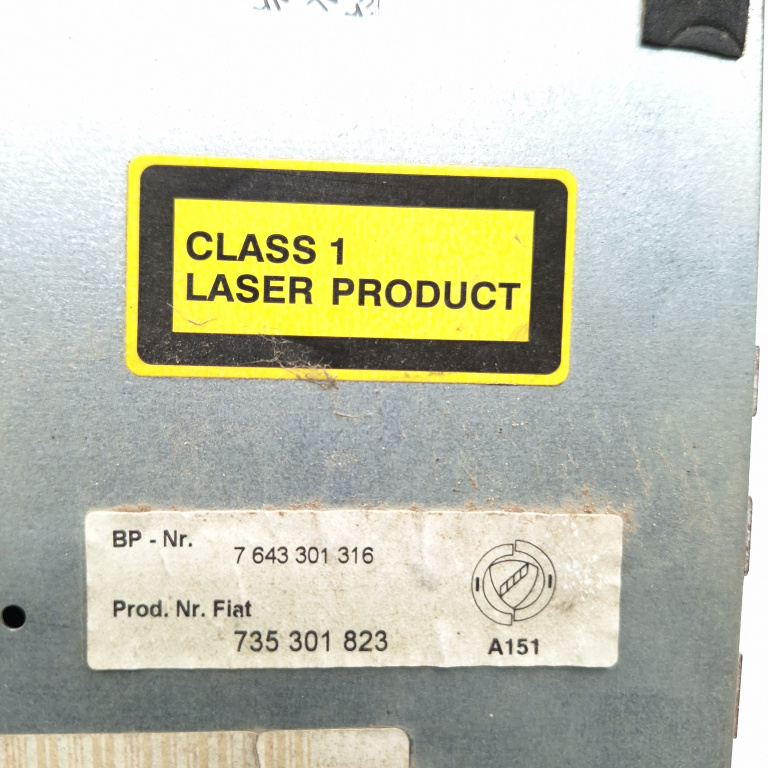 CLASS 1
LASER PRODUCT
BP - Nr. 7 643 301 316
Prod. Nr. Fiat
735 301 823
A151